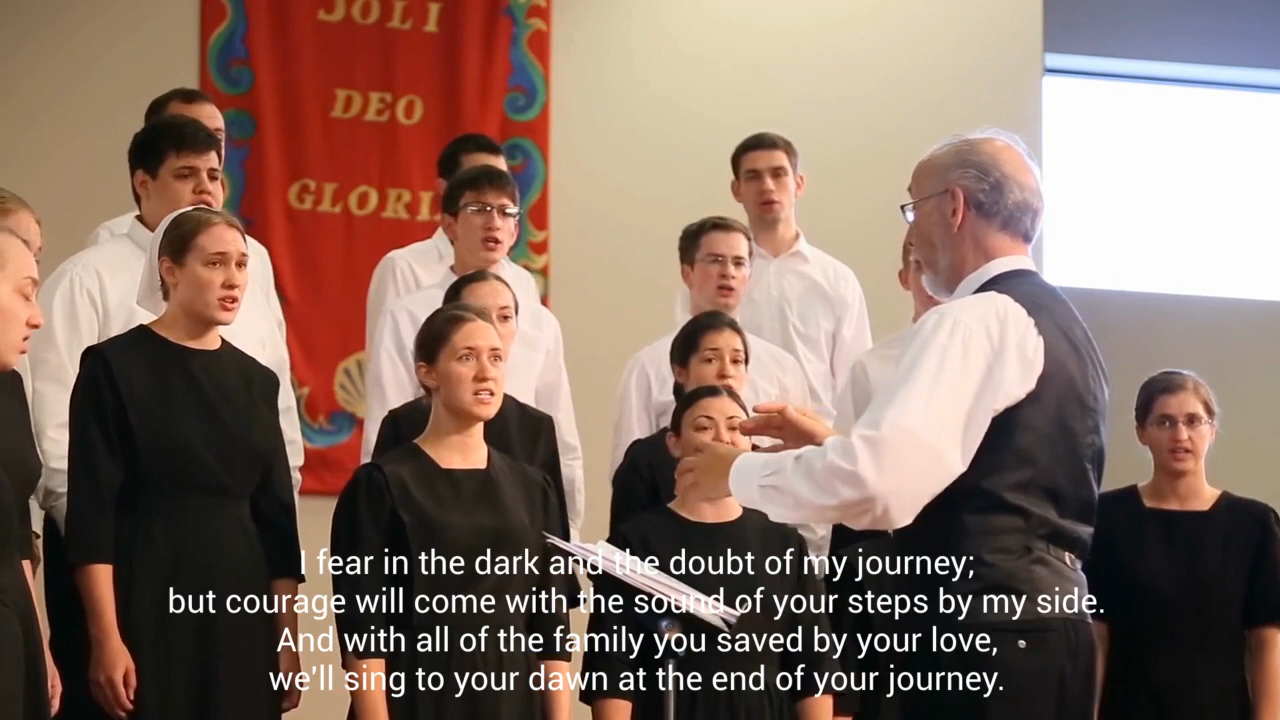 SOLI
DEO
GLORI
I fear in the dark and the doubt of my journey;
but courage will come with the sound of your steps by my side.
And with all of the family you saved by your love,
we'll sing to your dawn at the end of your journey.